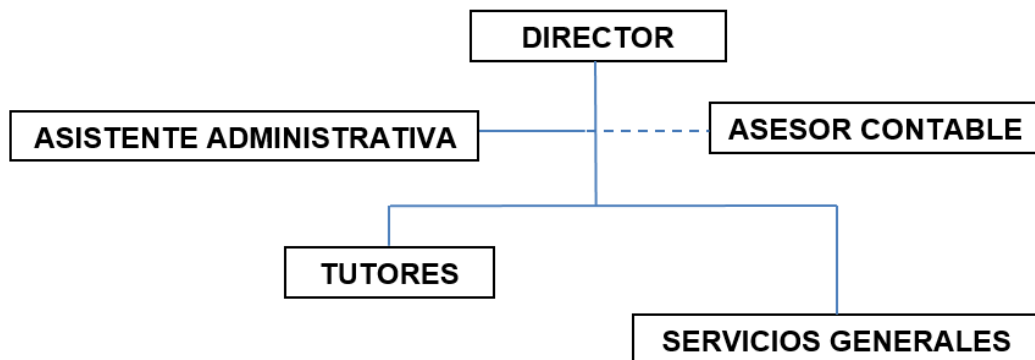 DIRECTOR
ASISTENTE ADMINISTRATIVA
ASESOR CONTABLE
TUTORES
SERVICIOS GENERALES